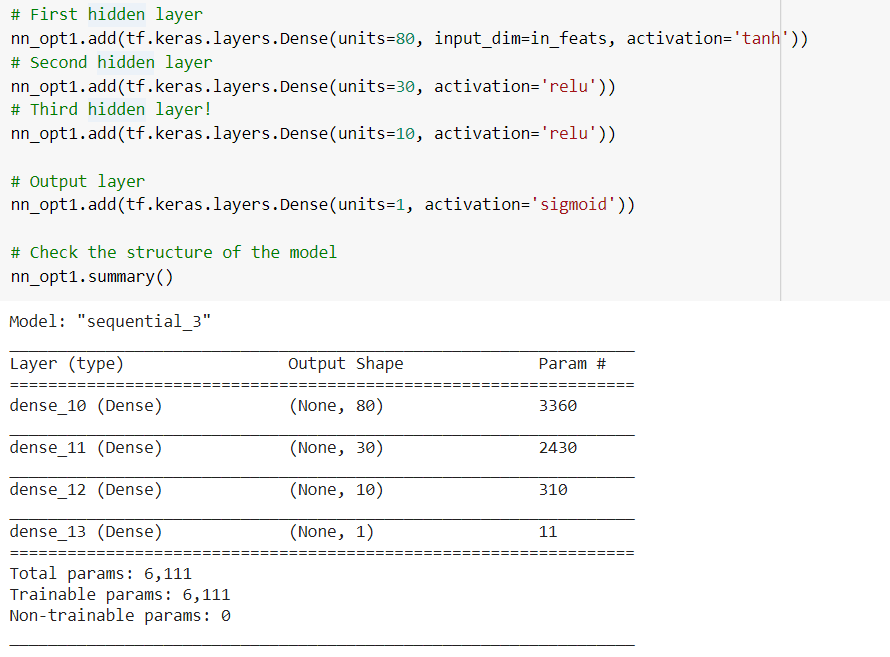 # First hidden layer
nn_opt1.add(tf.keras.layers.Dense(units=80, input_dim=in_feats, activation='tanh'))
# Second hidden layer
nn_opt1.add(tf.keras.layers.Dense(units=30, activation='relu'))
# Third hidden layer!
nn_opt1.add(tf.keras.layers.Dense(units=10, activation='relu'))
# Output layer
nn_opt1.add(tf.keras.layers.Dense(units=1, activation='sigmoid'))
# Check the structure of the model
nn_opt1.summary()
Model: "sequential_3"
_________________________________________________________________
Layer (type)                 Output Shape              Param #
=================================================================
dense_10 (Dense)             (None, 80)                3360
_________________________________________________________________
dense_11 (Dense)             (None, 30)                2430
_________________________________________________________________
dense_12 (Dense)             (None, 10)                310
_________________________________________________________________
dense_13 (Dense)             (None, 1)                 11
=================================================================
Total params: 6,111
Trainable params: 6,111
Non-trainable params: 0
_________________________________________________________________